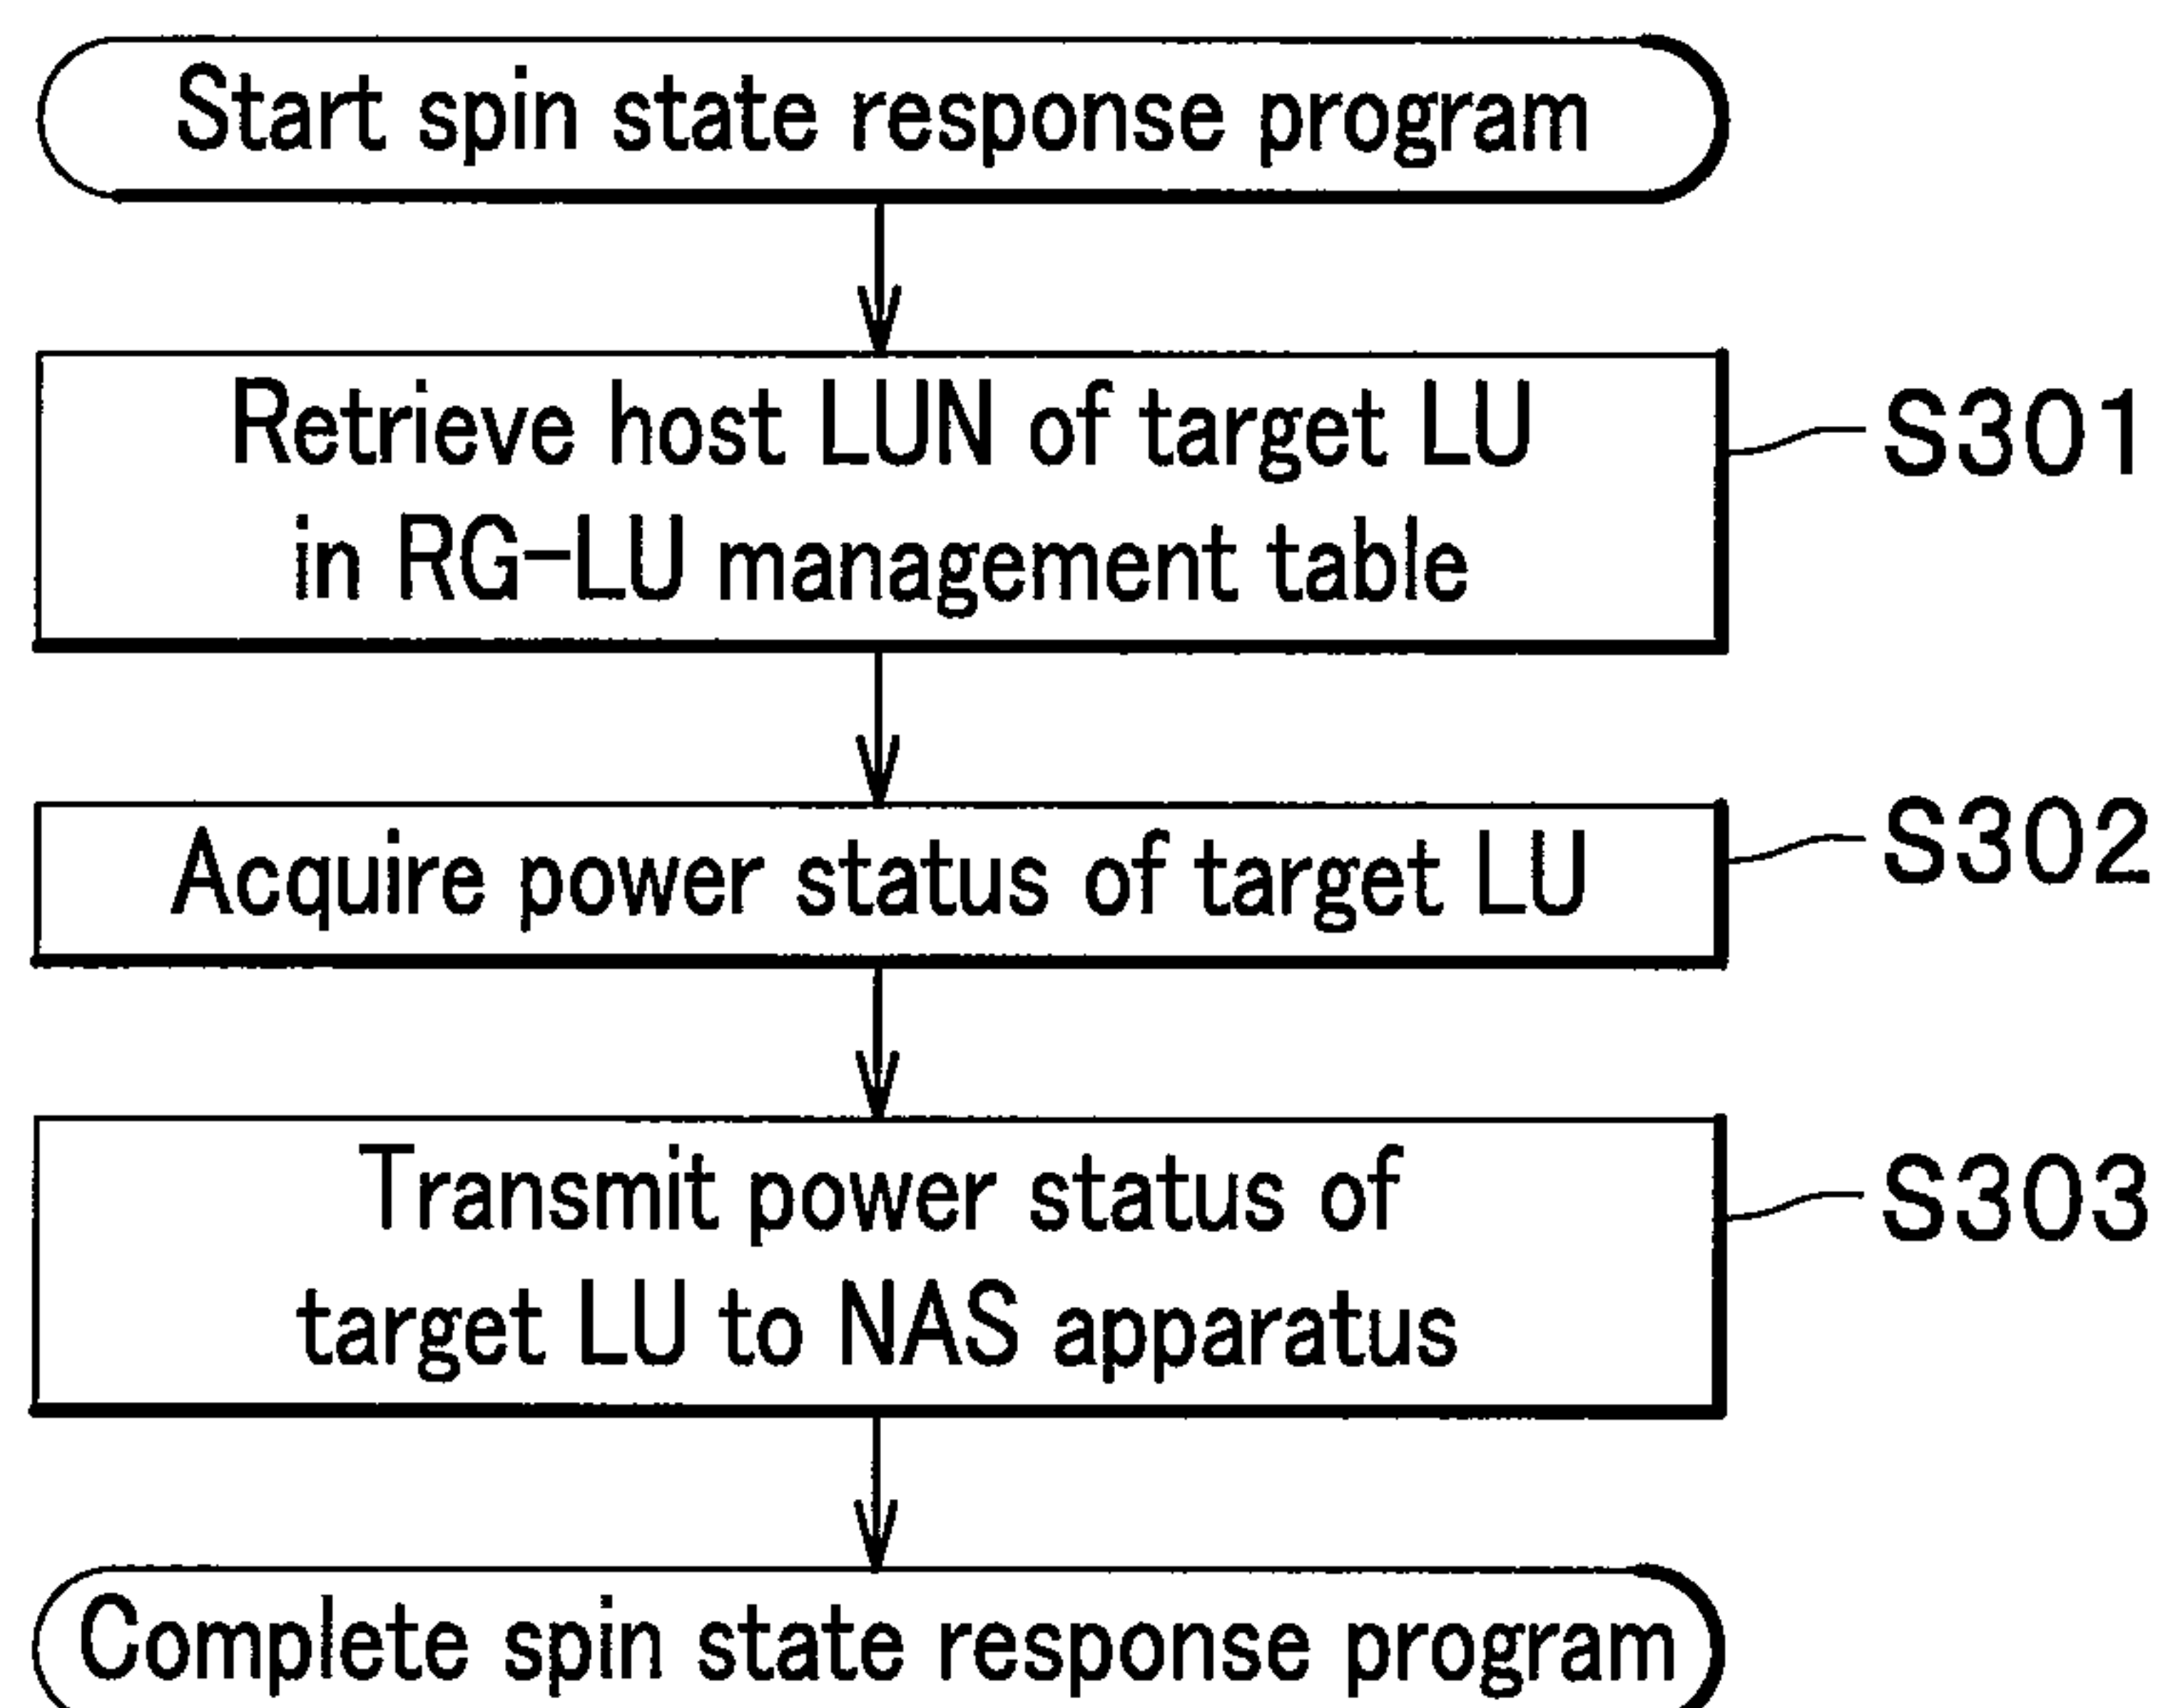 Start spin state response program
Retrieve host LUN of target LU
in RG-LU management table
S301
Acquire power status of target LU
S302
Transmit power status of
target LU to NAS apparatus
S303
Complete spin state response program